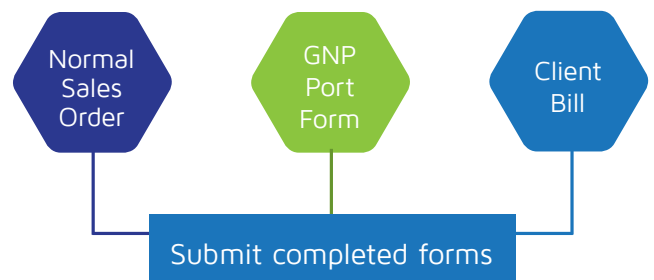 Normal
Sales
Order
GNP
Port
Form
Client
Bill
Submit completed forms